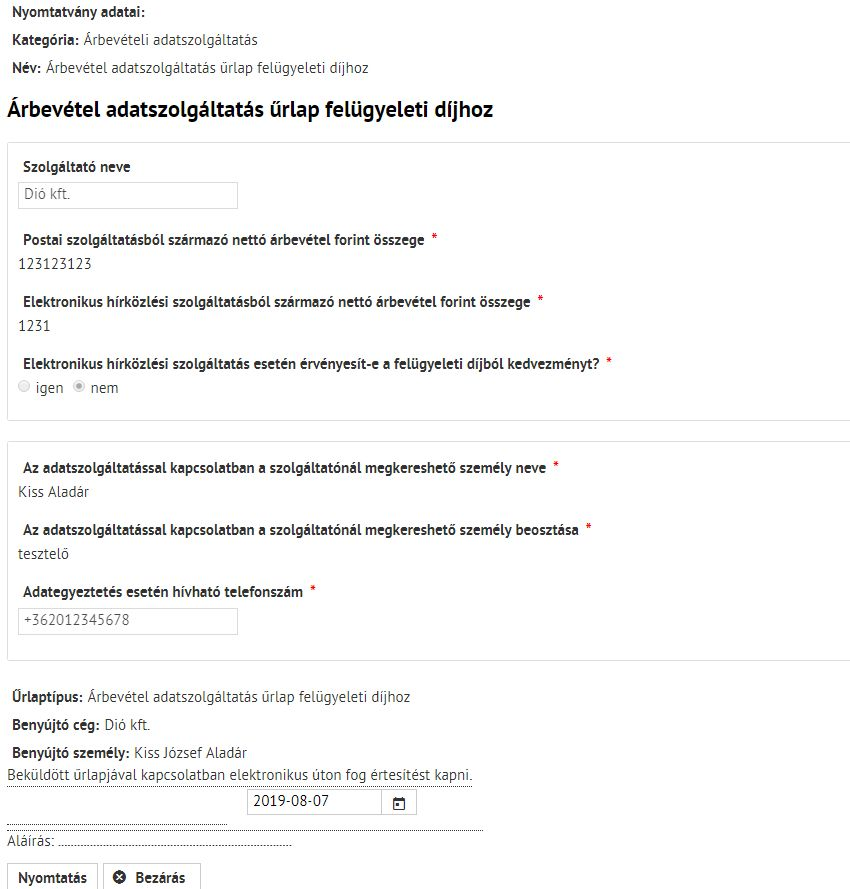 Nyomtatvány adatai:
Kategória: Árbevételi adatszolgáltatás
Név: Árbevétel adatszolgáltatás űrlap felügyeleti díjhoz
Árbevétel adatszolgáltatás űrlap felügyeleti díjhoz
Szolgáltató neve
Dió kft.
Postai szolgáltatásból származó nettó árbevétel forint összege *
123123123
Elektronikus hírközlési szolgáltatásból származó nettó árbevétel forint összege *
1231
Elektronikus hírközlési szolgáltatás esetén érvényesít-e a felügyeleti díjból kedvezményt? *
igen nem
Az adatszolgáltatással kapcsolatban a szolgáltatónál megkereshető személy neve *
Kiss Aladár
Az adatszolgáltatással kapcsolatban a szolgáltatónál megkereshető személy beosztása *
tesztelő
Adategyeztetés esetén hívható telefonszám *
+362012345678
Űrlaptípus: Árbevétel adatszolgáltatás űrlap felügyeleti díjhoz
Benyújtó cég: Dió kft.
Benyújtó személy: Kiss József Aladár
Beküldött űrlapjával kapcsolatban elektronikus úton fog értesítést kapni.
2019-08-07
Aláírás: ..........................................................................
Nyomtatás Bezárás